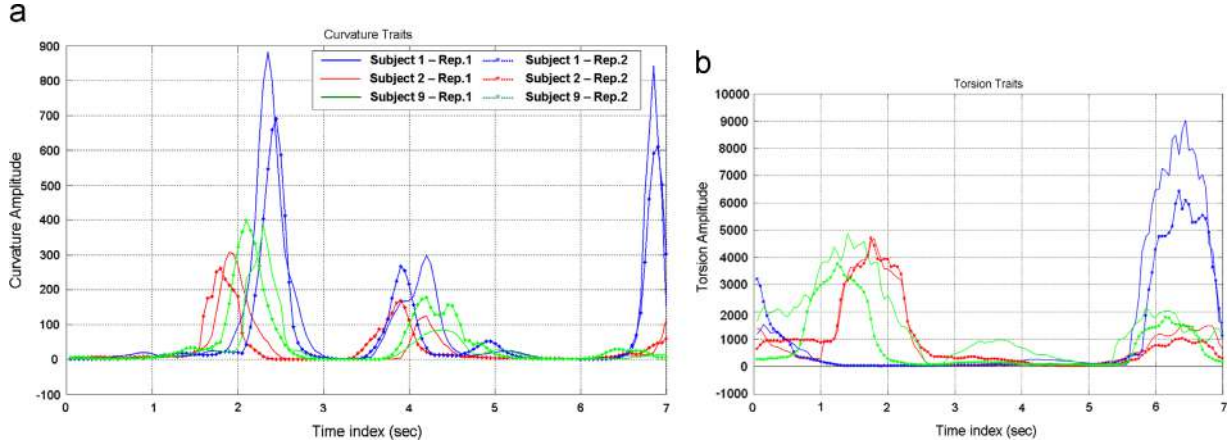 a
Curvature Traits
900
800
700
600
500
400
300
200
100
0
-100
Curvature Amplitude
Subject 1 – Rep.1
Subject 1 – Rep.2
Subject 2 – Rep.1
Subject 2 – Rep.2
Subject 9 – Rep.1
Subject 9 – Rep.2
0 1 2 3 4 5 6 7
Time index (sec)
b
Torsion Traits
10000
9000
8000
7000
6000
5000
4000
3000
2000
1000
0
-1000
Torsion Amplitude
0 1 2 3 4 5 6 7
Time index (sec)